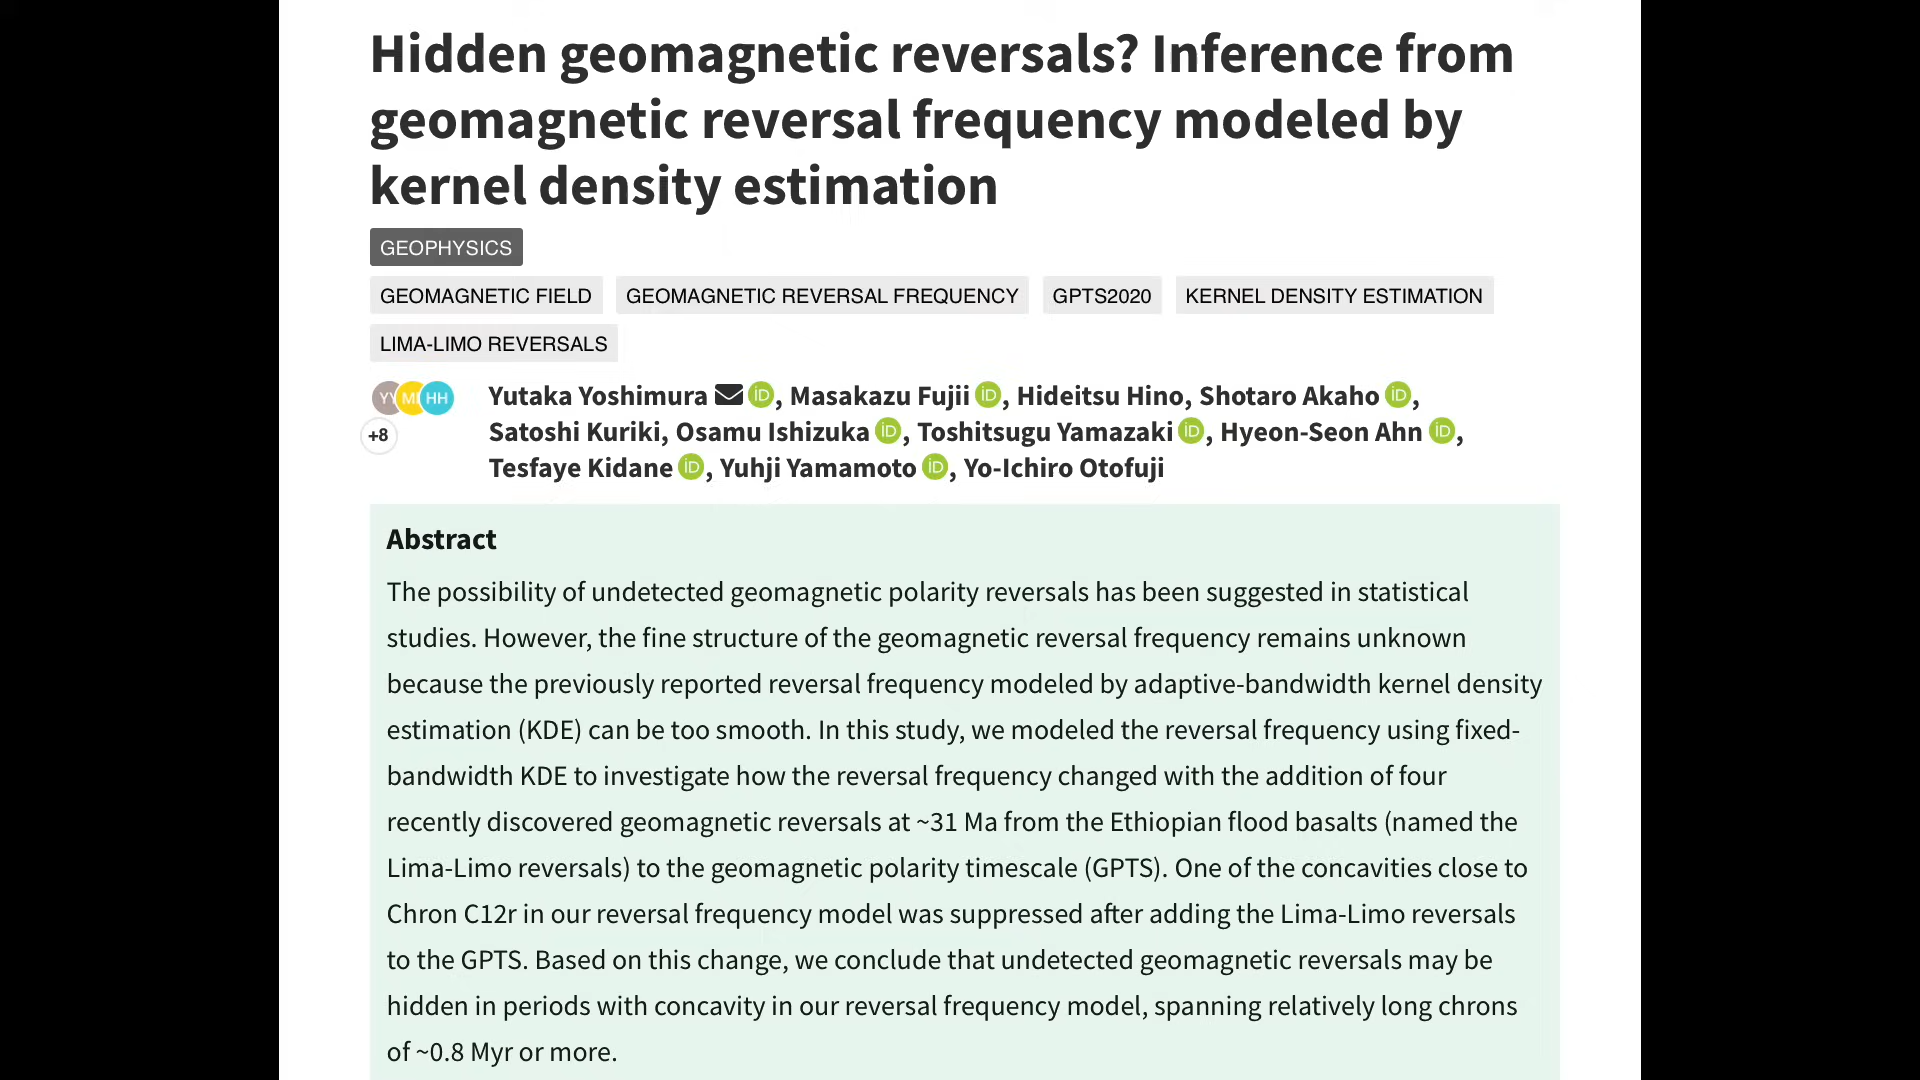 Hidden geomagnetic reversals? Inference from
geomagnetic reversal frequency modeled by
kernel density estimation
GEOPHYSICS
GEOMAGNETIC FIELD GEOMAGNETIC REVERSAL FREQUENCY GPTS2020 KERNEL DENSITY ESTIMATION
LIMA-LIMO REVERSALS
YY M HH Yutaka Yoshimura iD, Masakazu Fujii iD, Hideitsu Hino, Shotaro Akaho iD,
+8 Satoshi Kuriki, Osamu Ishizuka iD, Toshitsugu Yamazaki iD, Hyeon-Seon Ahn iD,
Tesfaye Kidane iD, Yuhji Yamamoto iD, Yo-Ichiro Otofuji
Abstract
The possibility of undetected geomagnetic polarity reversals has been suggested in statistical
studies. However, the fine structure of the geomagnetic reversal frequency remains unknown
because the previously reported reversal frequency modeled by adaptive-bandwidth kernel density
estimation (KDE) can be too smooth. In this study, we modeled the reversal frequency using fixed-
bandwidth KDE to investigate how the reversal frequency changed with the addition of four
recently discovered geomagnetic reversals at ~31 Ma from the Ethiopian flood basalts (named the
Lima-Limo reversals) to the geomagnetic polarity timescale (GPTS). One of the concavities close to
Chron C12r in our reversal frequency model was suppressed after adding the Lima-Limo reversals
to the GPTS. Based on this change, we conclude that undetected geomagnetic reversals may be
hidden in periods with concavity in our reversal frequency model, spanning relatively long chrons
of ~0.8 Myr or more.